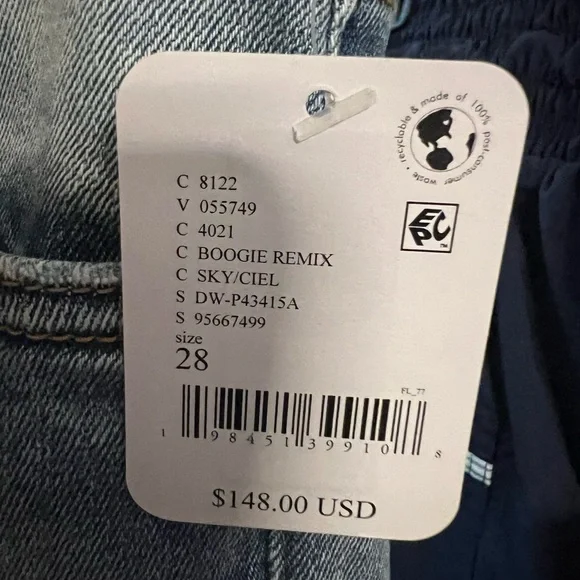 recyclable & made of 100% post-consumer waste •
EPC
C 8122
V 055749
C 4021
C BOOGIE REMIX
C SKY/CIEL
S DW-P43415A
S 95667499
size
28
FL_77
1 98451 39910 8
$148.00 USD